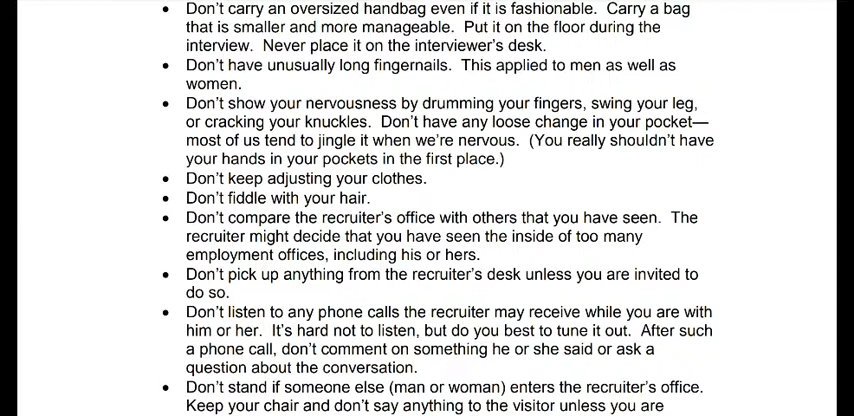 • Don't carry an oversized handbag even if it is fashionable.  Carry a bag
that is smaller and more manageable.  Put it on the floor during the
interview.  Never place it on the interviewer's desk.
• Don't have unusually long fingernails.  This applied to men as well as
women.
• Don't show your nervousness by drumming your fingers, swing your leg,
or cracking your knuckles.  Don't have any loose change in your pocket—
most of us tend to jingle it when we're nervous.  (You really shouldn't have
your hands in your pockets in the first place.)
• Don't keep adjusting your clothes.
• Don't fiddle with your hair.
• Don't compare the recruiter's office with others that you have seen.  The
recruiter might decide that you have seen the inside of too many
employment offices, including his or hers.
• Don't pick up anything from the recruiter's desk unless you are invited to
do so.
• Don't listen to any phone calls the recruiter may receive while you are with
him or her.  It's hard not to listen, but do you best to tune it out.  After such
a phone call, don't comment on something he or she said or ask a
question about the conversation.
• Don't stand if someone else (man or woman) enters the recruiter's office.
Keep your chair and don't say anything to the visitor unless you are